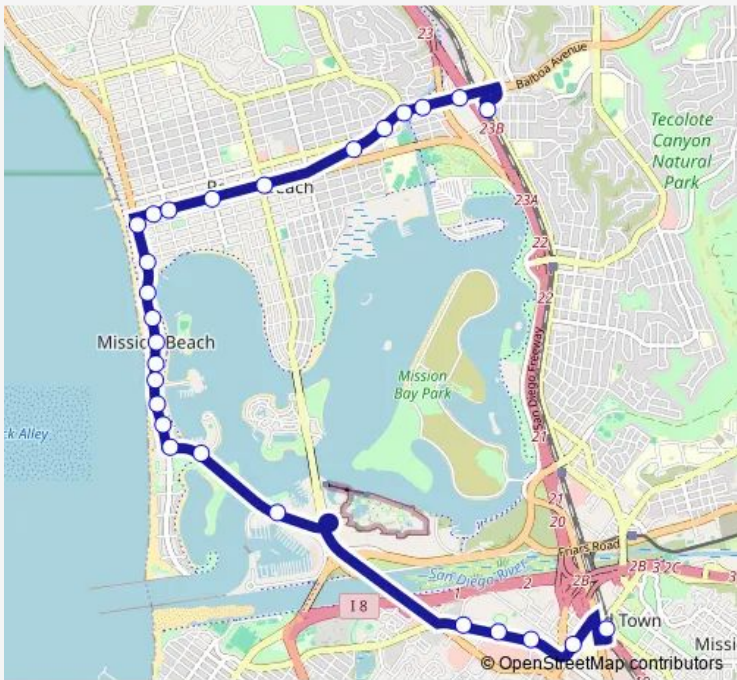 23
Balboa Avenue
23B
Tecolote
Canyon
Natural
Park
23A
22
22
Mission Beach
San Diego Freeway
Mission
Bay Park
ck Alley
21
21
20
Friars Road
San Diego River
2B
3
2C
3
1
2
2B
I 8
d Town
Missi
© OpenStreetMap contributors